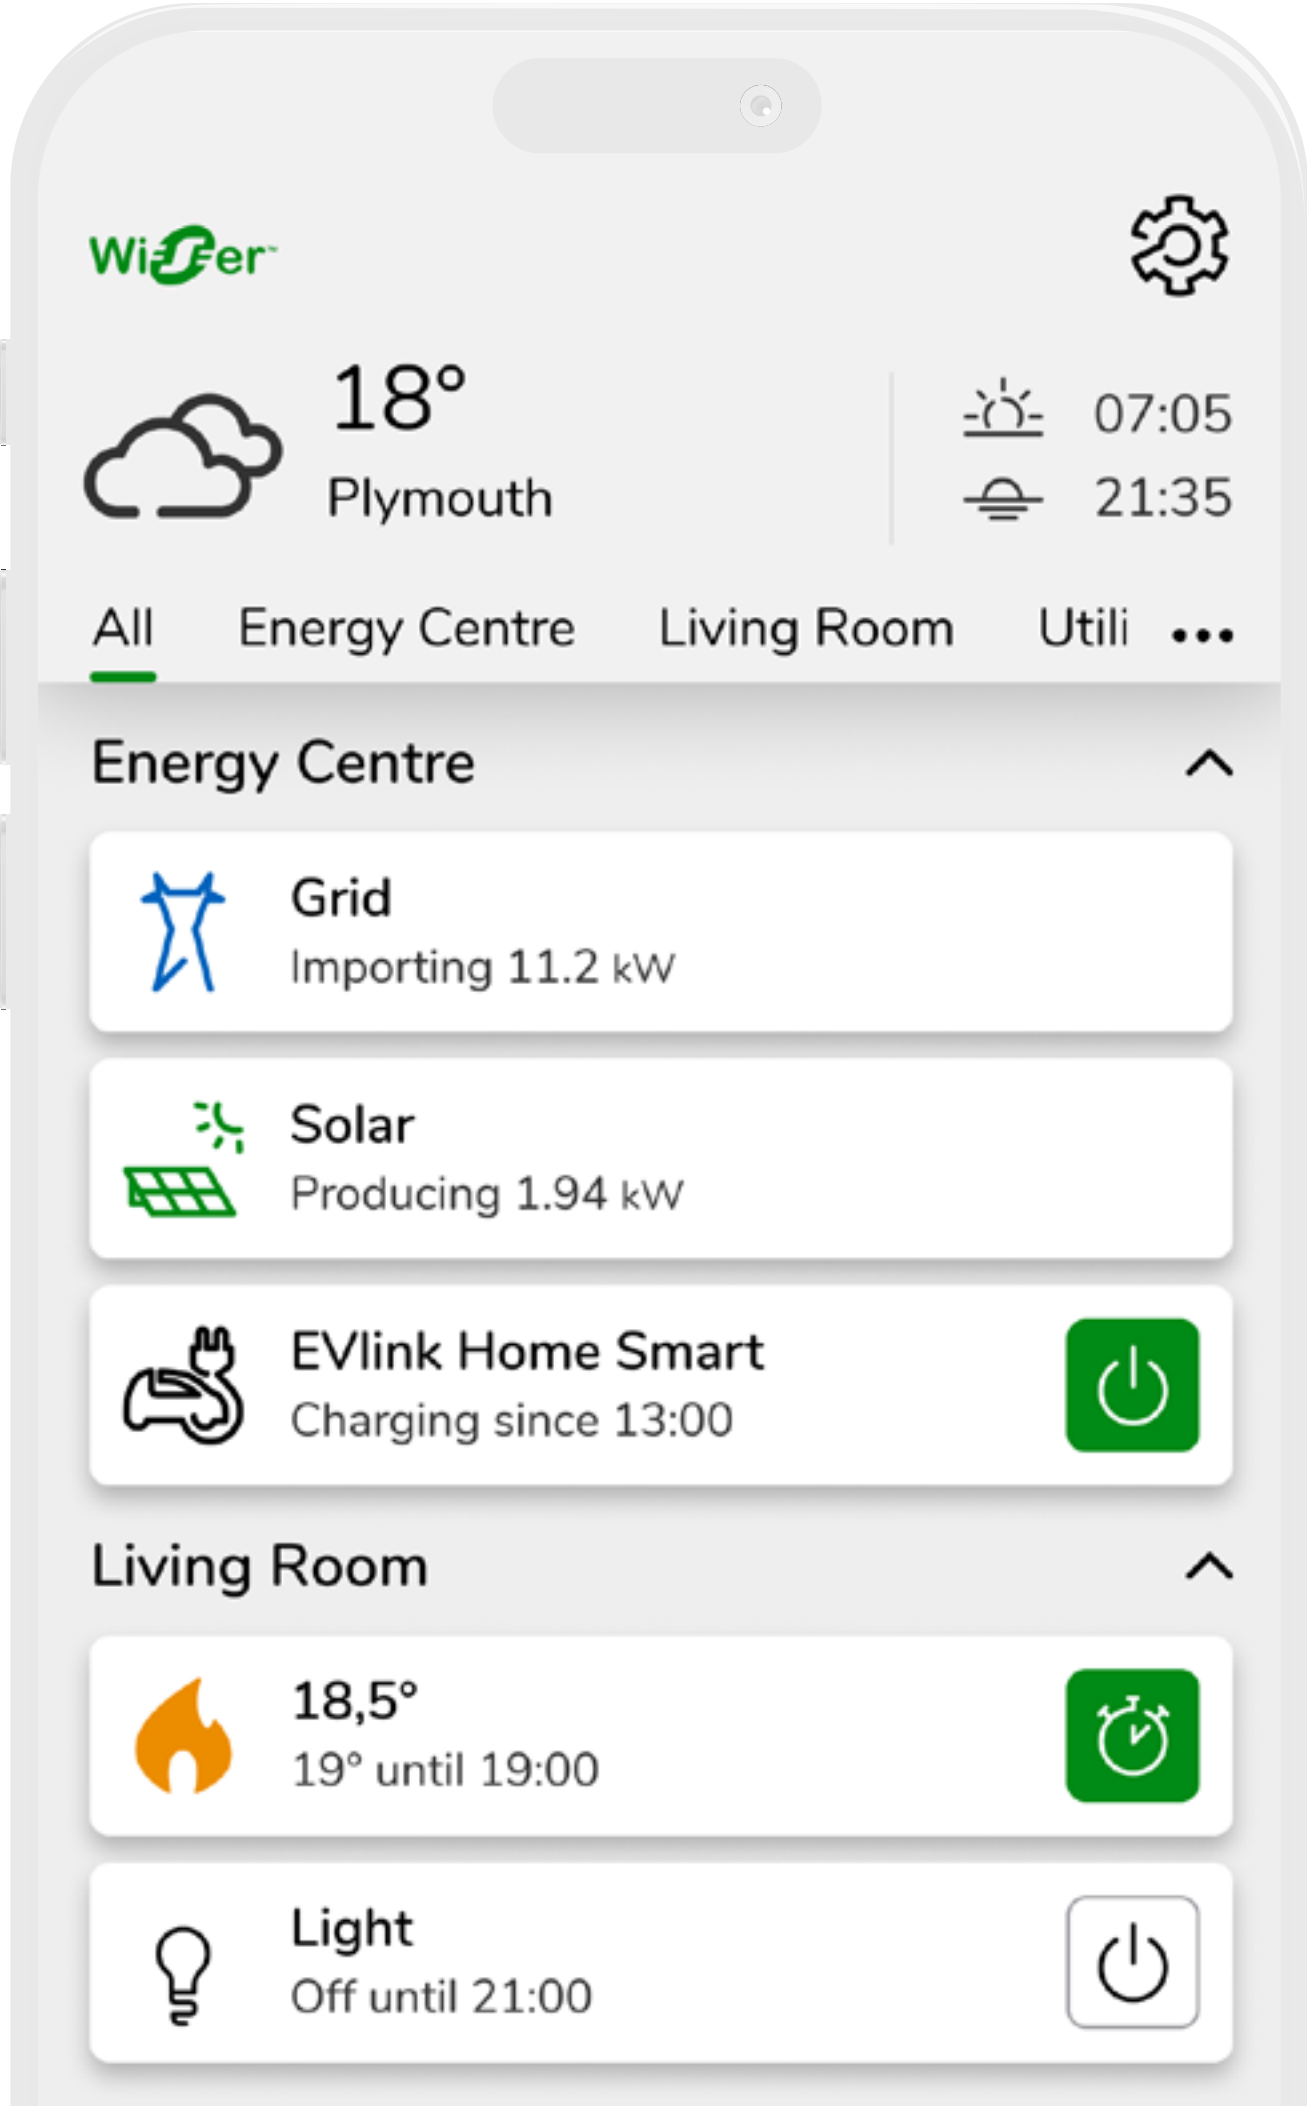 Wiser™
18°
Plymouth
07:05
21:35
All Energy Centre Living Room Utili
Energy Centre
Grid
Importing 11.2 kW
Solar
Producing 1.94 kW
EVlink Home Smart
Charging since 13:00
Living Room
18,5°
19° until 19:00
Light
Off until 21:00